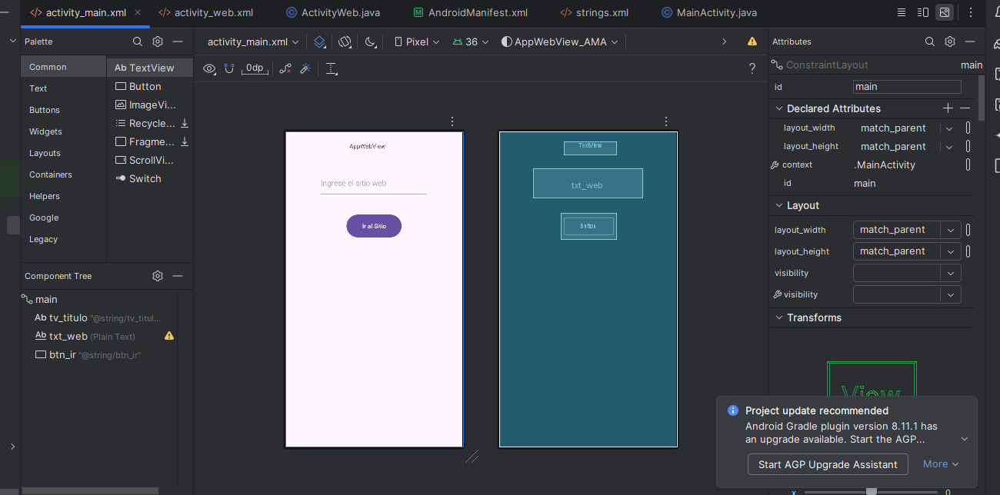 activity_main.xml
activity_web.xml
ActivityWeb.java
AndroidManifest.xml
strings.xml
MainActivity.java
Palette
activity_main.xml
Pixel
36
AppWebView_AMA
Attributes
0dp
?
Common
Text
Buttons
Widgets
Layouts
Containers
Helpers
Google
Legacy
Ab TextView
Button
ImageVi...
Recycle...
Fragme...
ScrollVi...
Switch
Component Tree
main
Ab tv_titulo "@string/tv_titul...
Ab txt_web (Plain Text)
btn_ir "@string/btn_ir"
AppWebView
Ingrese el sitio web
Ir al Sitio
TextView
txt_web
Button
ConstraintLayout main
id main
Declared Attributes
layout_width match_parent
layout_height match_parent
context .MainActivity
id main
Layout
layout_width match_parent
layout_height match_parent
visibility
visibility
Transforms
View
Project update recommended
Android Gradle plugin version 8.11.1 has
an upgrade available. Start the AGP...
Start AGP Upgrade Assistant More
x 0